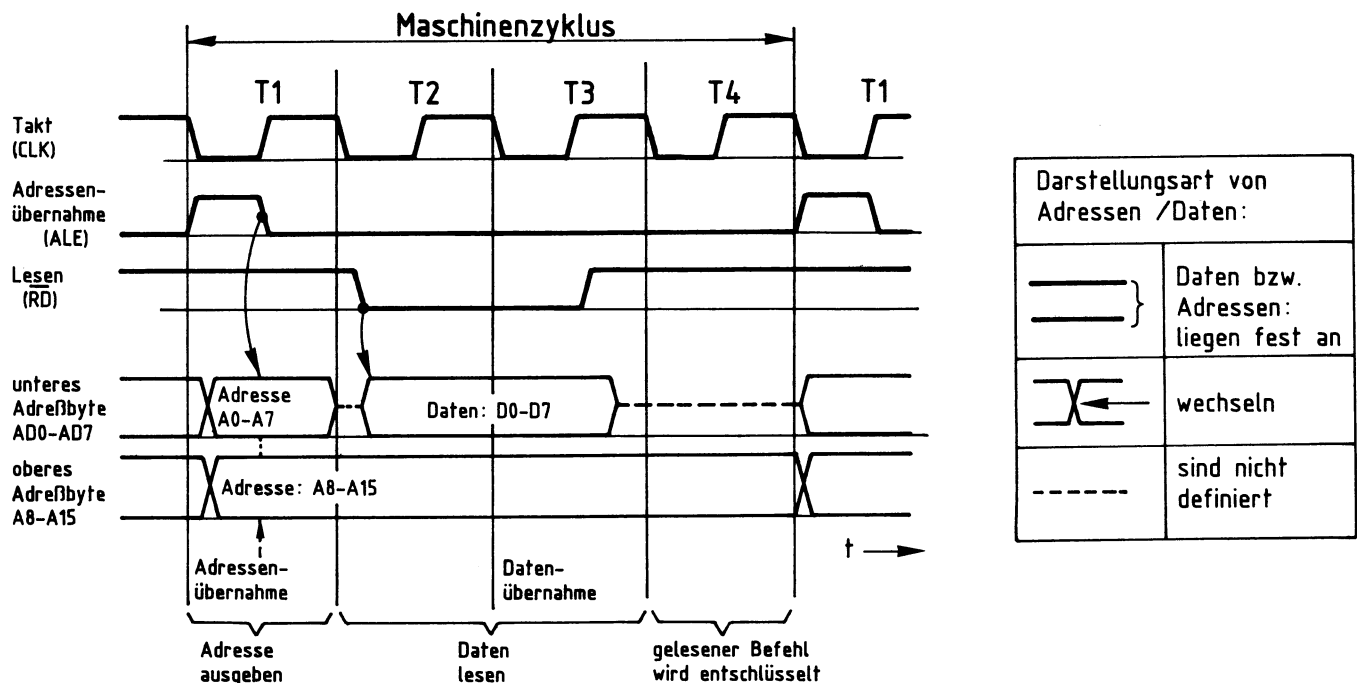 Maschinenzyklus
T1 T2 T3 T4 T1
Takt
(CLK)
Adressen-
übernahme
(ALE)
Lesen
(R̅D̅)
unteres
Adreßbyte
AD0-AD7
Adresse
A0-A7
Daten: D0-D7
oberes
Adreßbyte
A8-A15
Adresse: A8-A15
t
Adressen-
übernahme
Daten-
übernahme
Adresse
ausgeben
Daten
lesen
gelesener Befehl
wird entschlüsselt
Darstellungsart von
Adressen /Daten:
Daten bzw.
Adressen:
liegen fest an
wechseln
sind nicht
definiert